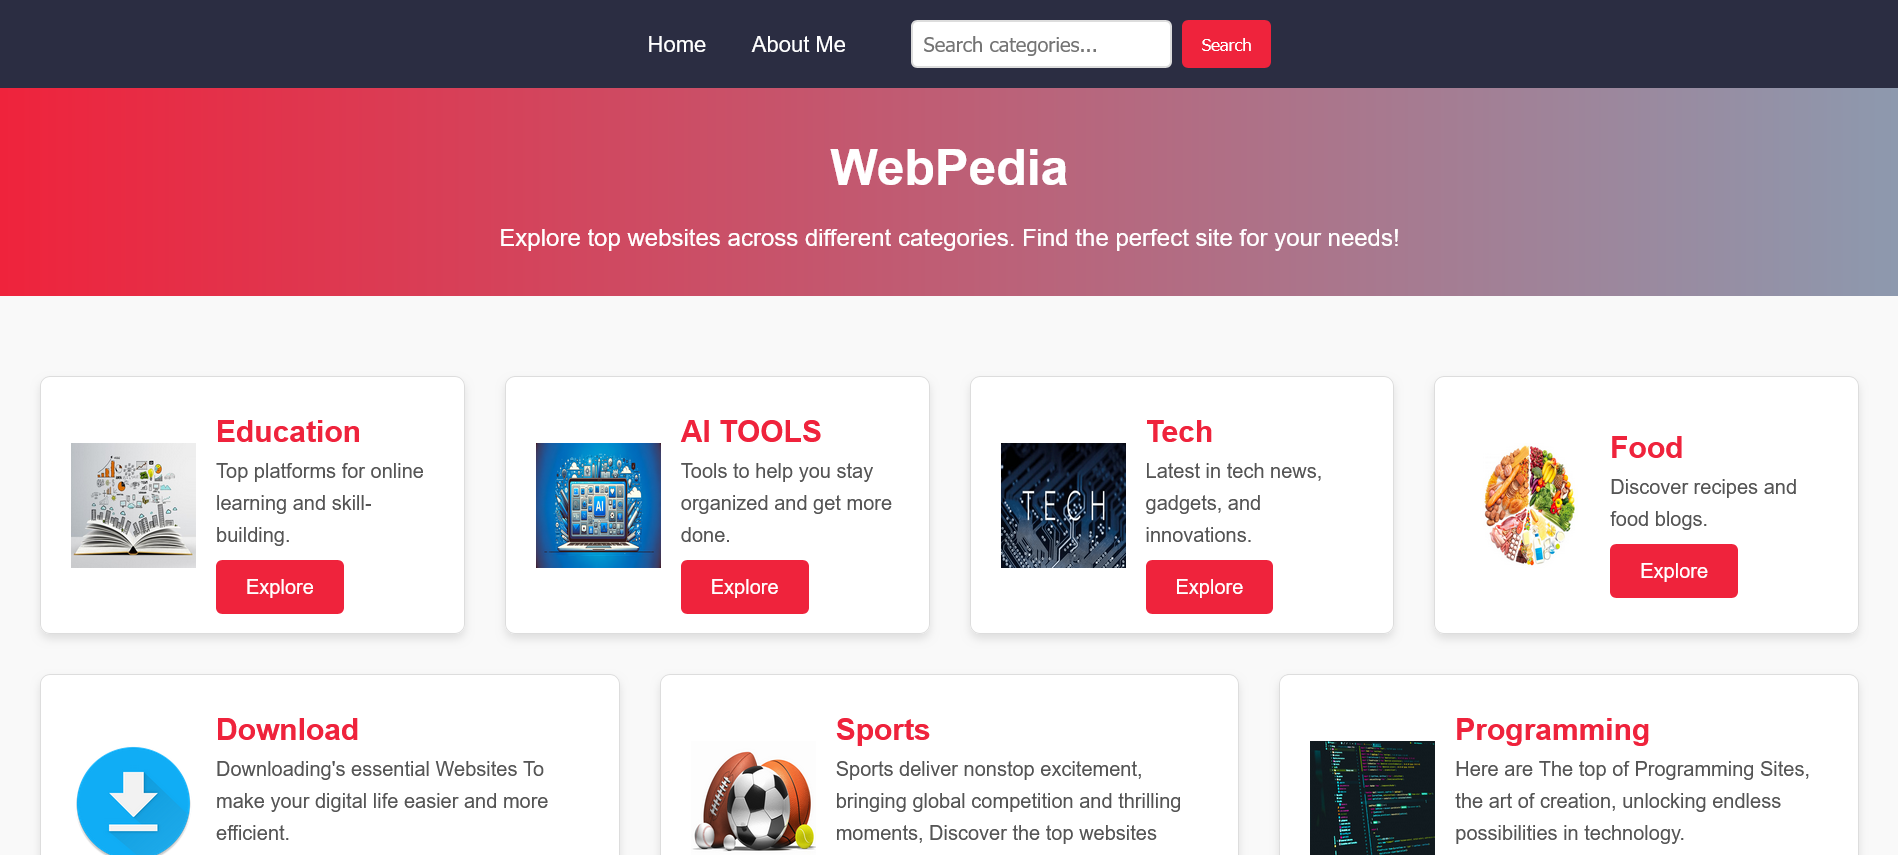 Home About Me Search categories... Search
WebPedia
Explore top websites across different categories. Find the perfect site for your needs!
Education
Top platforms for online
learning and skill-
building.
Explore
AI
AI TOOLS
Tools to help you stay
organized and get more
done.
Explore
TECH
Tech
Latest in tech news,
gadgets, and
innovations.
Explore
Food
Discover recipes and
food blogs.
Explore
Download
Downloading's essential Websites To
make your digital life easier and more
efficient.
Sports
Sports deliver nonstop excitement,
bringing global competition and thrilling
moments, Discover the top websites
Programming
Here are The top of Programming Sites,
the art of creation, unlocking endless
possibilities in technology.